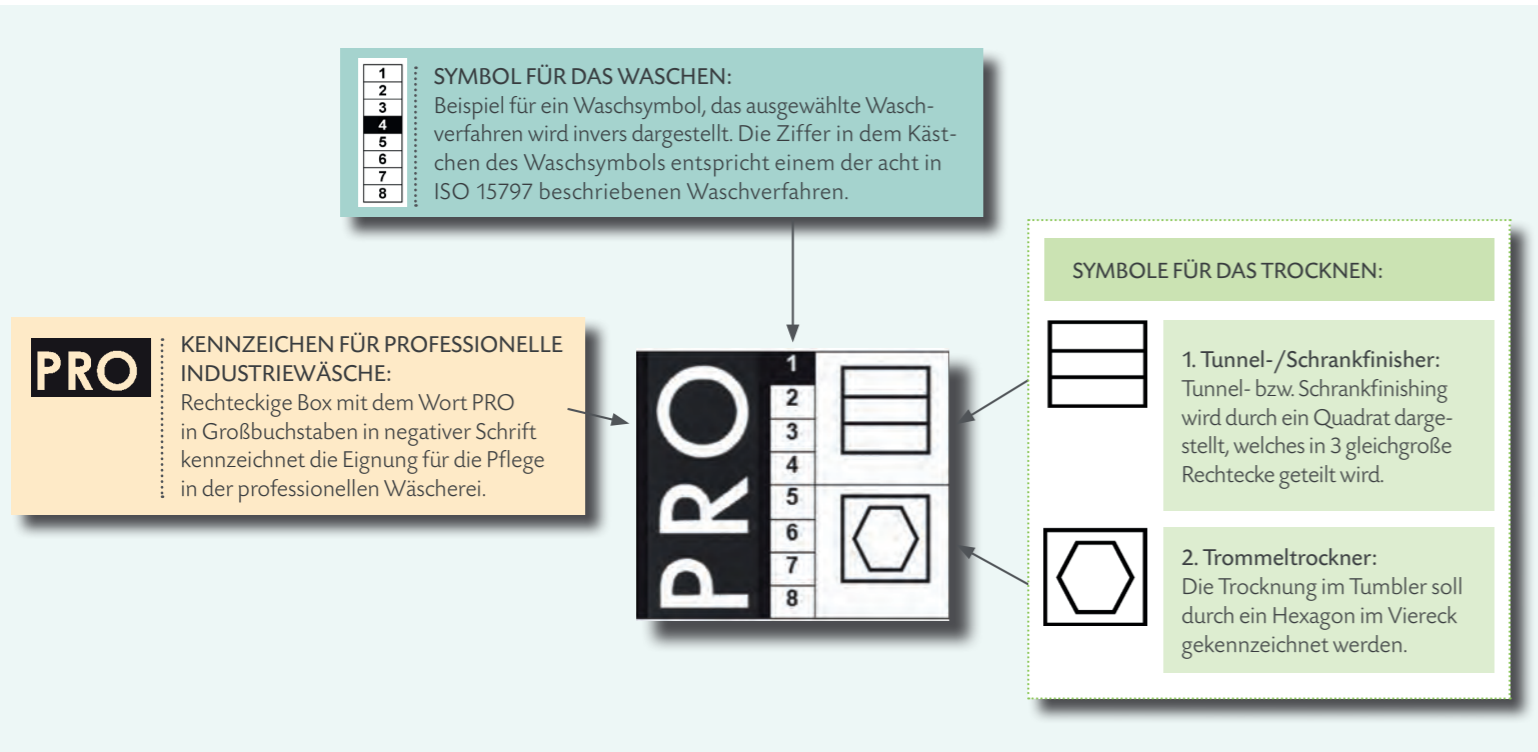 1
2
3
4
5
6
7
8
SYMBOL FÜR DAS WASCHEN:
Beispiel für ein Waschsymbol, das ausgewählte Wasch-
verfahren wird invers dargestellt. Die Ziffer in dem Käst-
chen des Waschsymbols entspricht einem der acht in
ISO 15797 beschriebenen Waschverfahren.
PRO
KENNZEICHEN FÜR PROFESSIONELLE
INDUSTRIEWÄSCHE:
Rechteckige Box mit dem Wort PRO
in Großbuchstaben in negativer Schrift
kennzeichnet die Eignung für die Pflege
in der professionellen Wäscherei.
PRO
1
2
3
4
5
6
7
8
SYMBOLE FÜR DAS TROCKNEN:
1. Tunnel-/Schrankfinisher:
Tunnel- bzw. Schrankfinishing
wird durch ein Quadrat darge-
stellt, welches in 3 gleichgroße
Rechtecke geteilt wird.
2. Trommeltrockner:
Die Trocknung im Tumbler soll
durch ein Hexagon im Viereck
gekennzeichnet werden.